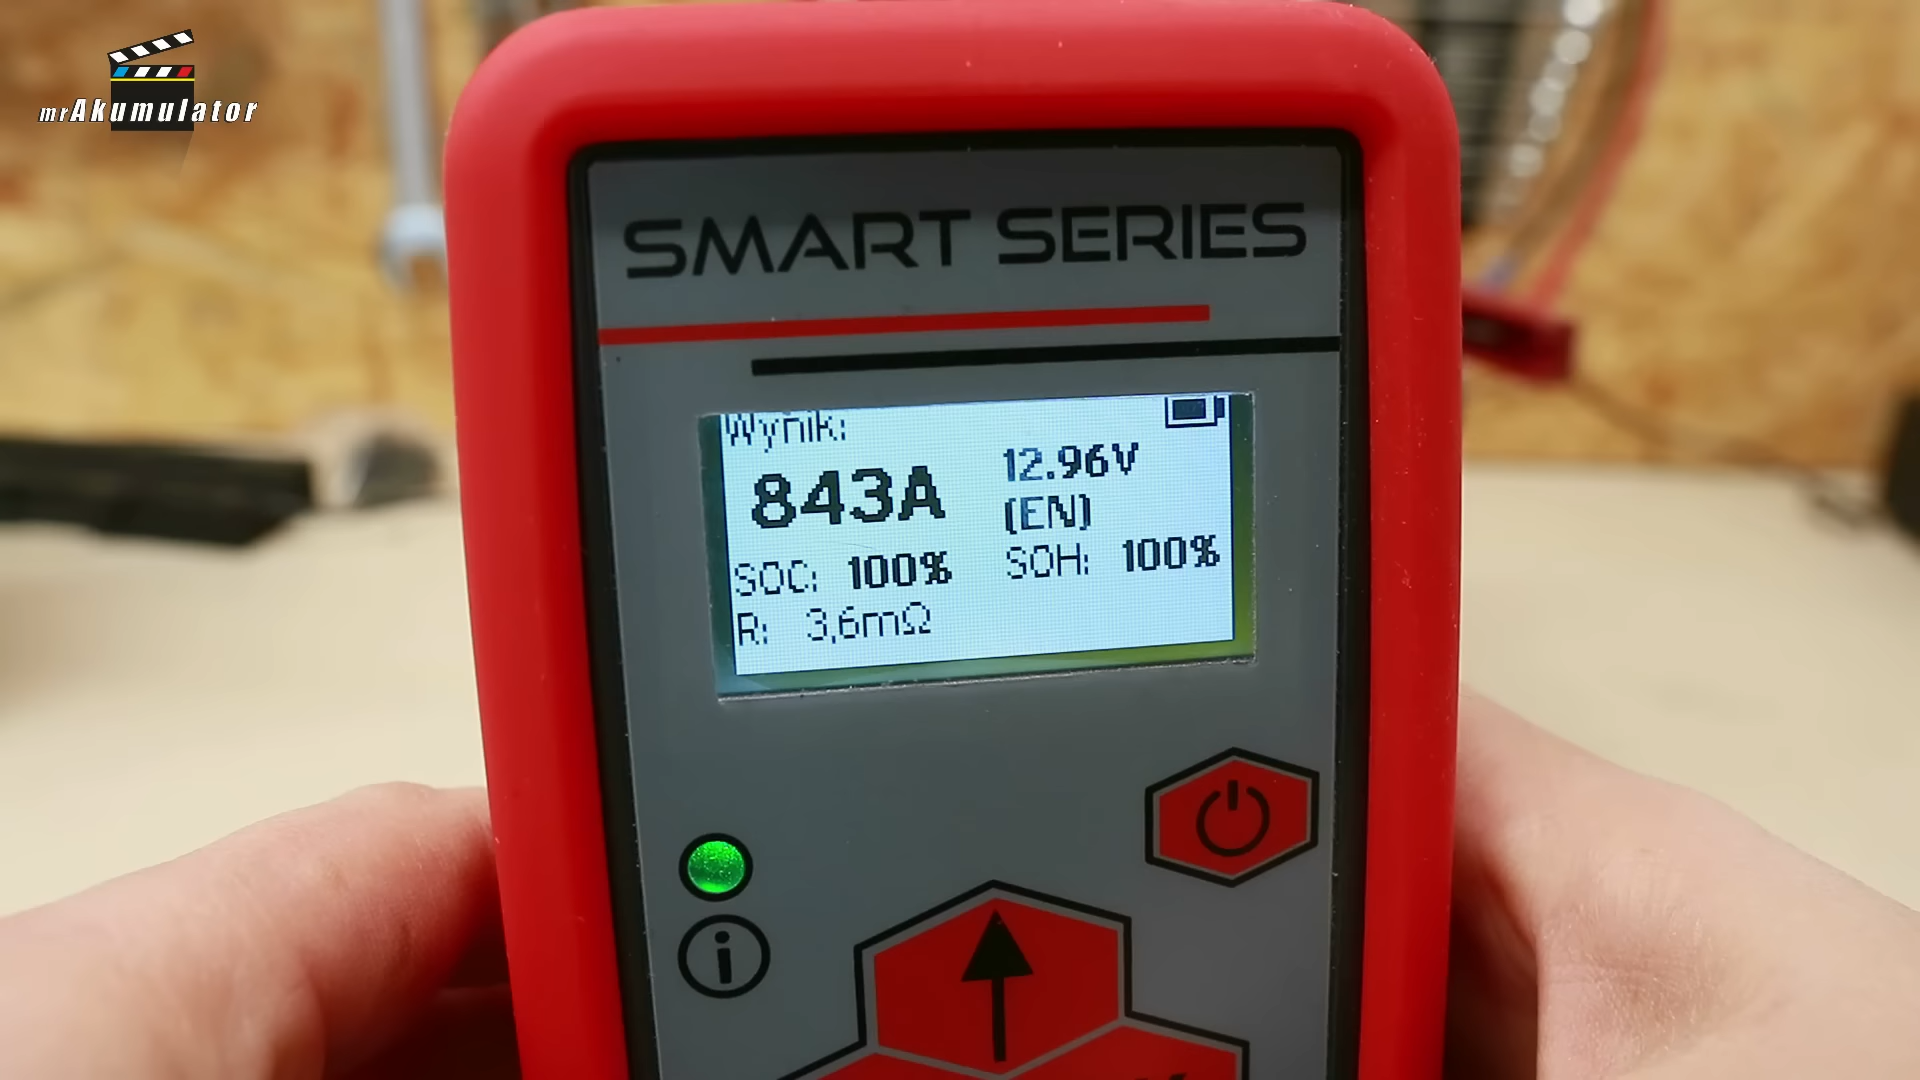 mrAkumulator
SMART SERIES
Wynik:
843A
12.96V
(EN)
SOC: 100%
SOH: 100%
R: 3,6mΩ
i